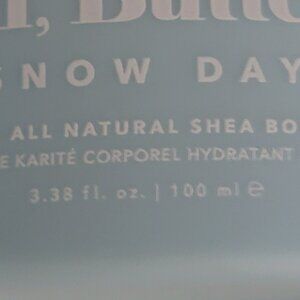 SNOW DAY
ALL NATURAL SHEA BO
E KARITÉ CORPOREL HYDRATANT
3.38 fl. oz. | 100 ml ℮